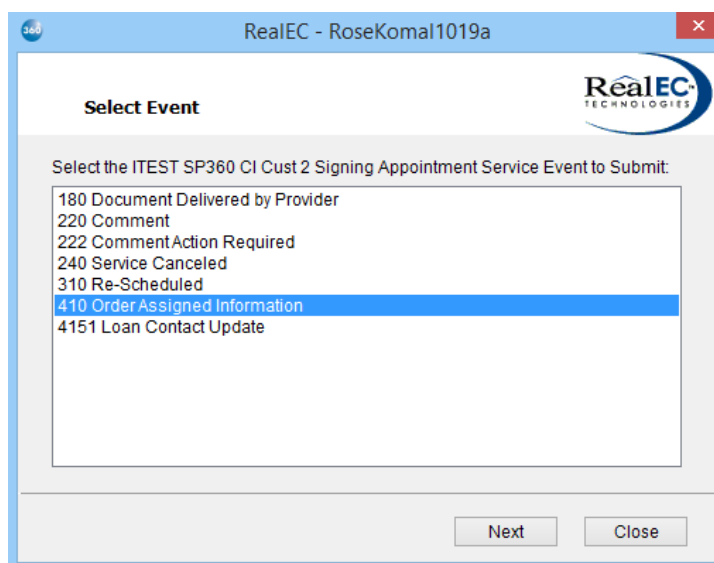 360
RealEC - RoseKomal1019a
×
RealEC™
TECHNOLOGIES
Select Event
Select the ITEST SP360 CI Cust 2 Signing Appointment Service Event to Submit:
180 Document Delivered by Provider
220 Comment
222 Comment Action Required
240 Service Canceled
310 Re-Scheduled
410 Order Assigned Information
4151 Loan Contact Update
Next Close